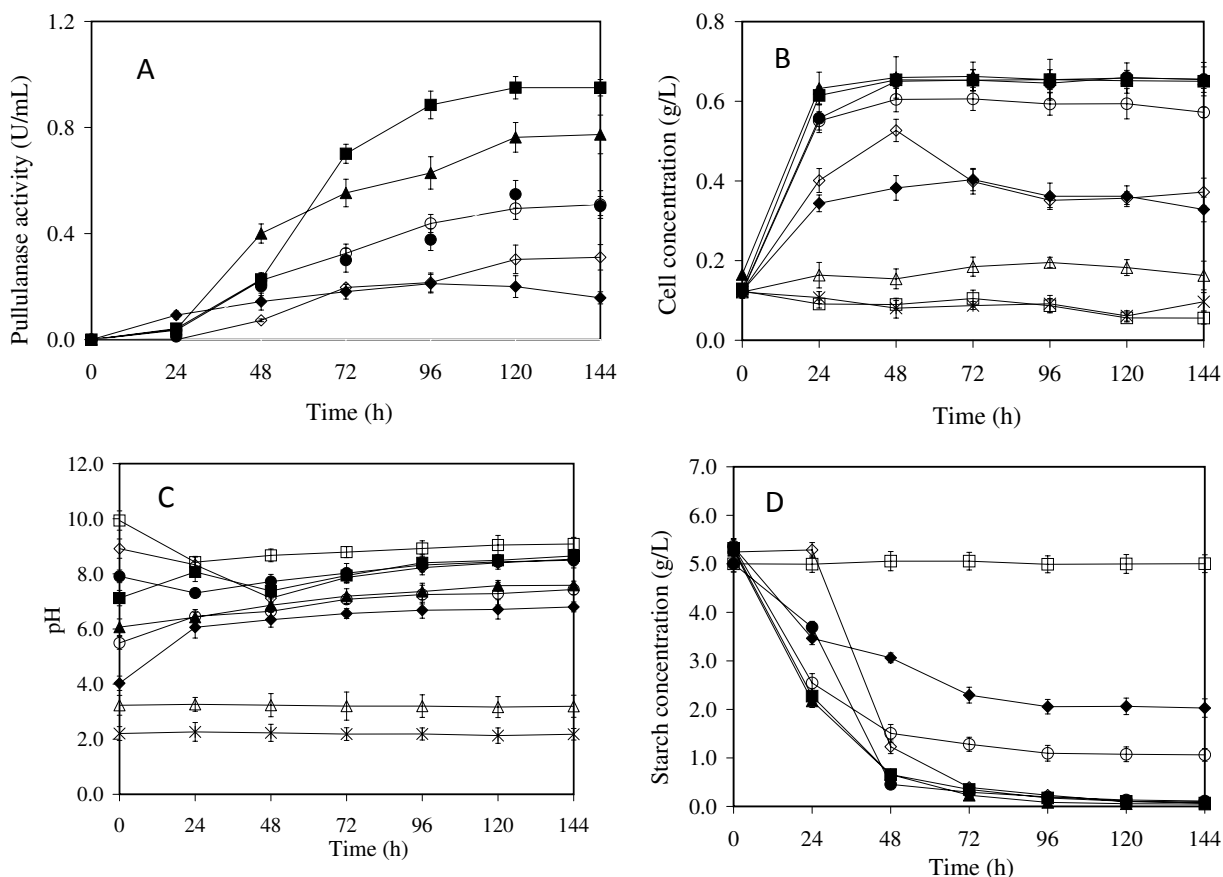 A
Pullulanase activity (U/mL)
1.2
0.8
0.4
0.0
0 24 48 72 96 120 144
Time (h)
B
Cell concentration (g/L)
0.8
0.6
0.4
0.2
0.0
0 24 48 72 96 120 144
Time (h)
C
pH
12.0
10.0
8.0
6.0
4.0
2.0
0.0
0 24 48 72 96 120 144
Time (h)
D
Starch concentration (g/L)
7.0
6.0
5.0
4.0
3.0
2.0
1.0
0.0
0 24 48 72 96 120 144
Time (h)